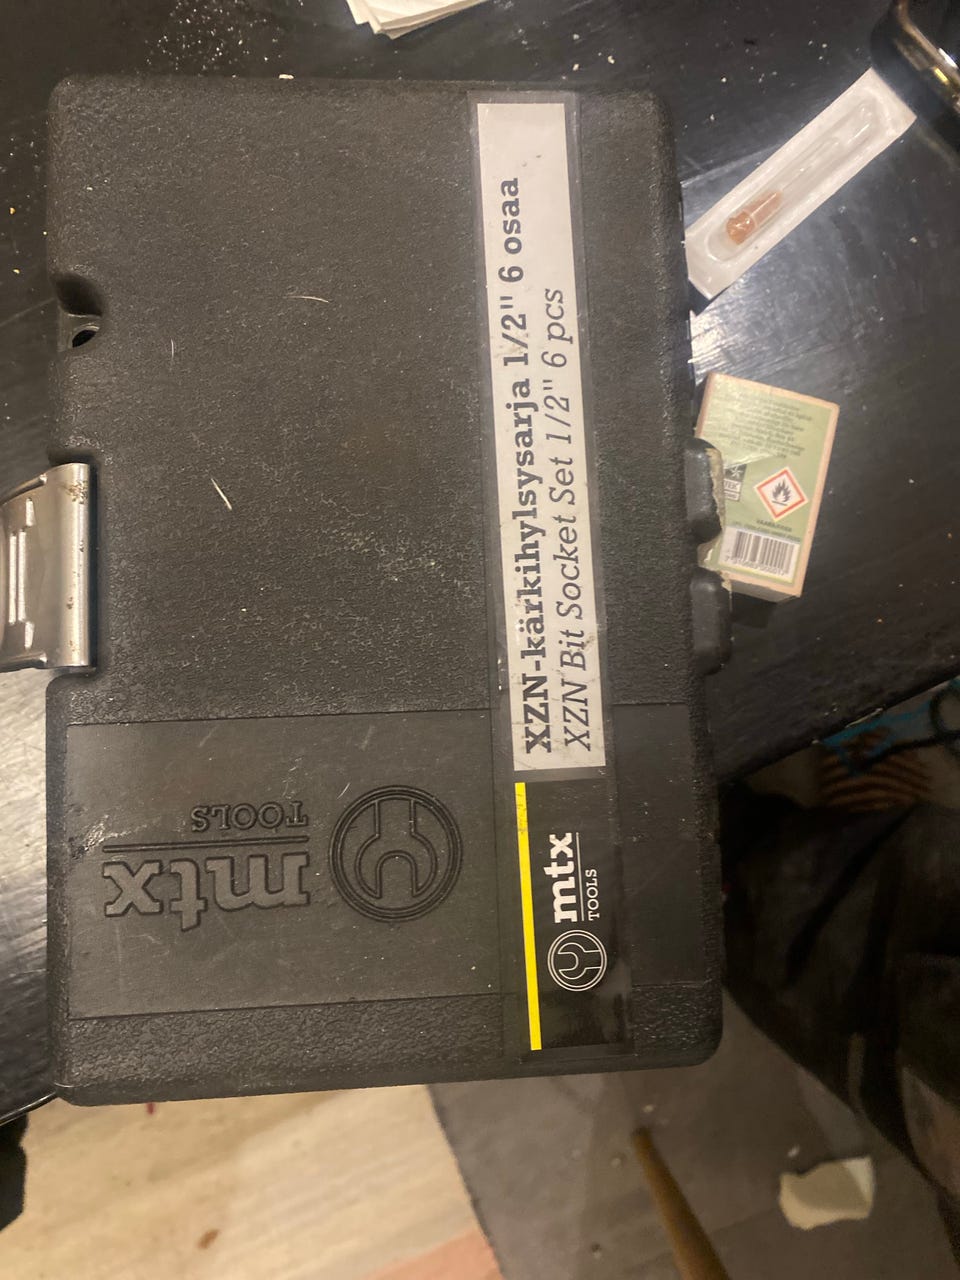 XZN-kärkihylsysarja 1/2" 6 osaa
XZN Bit Socket Set 1/2" 6 pcs
mtx
TOOLS
mtx
TOOLS